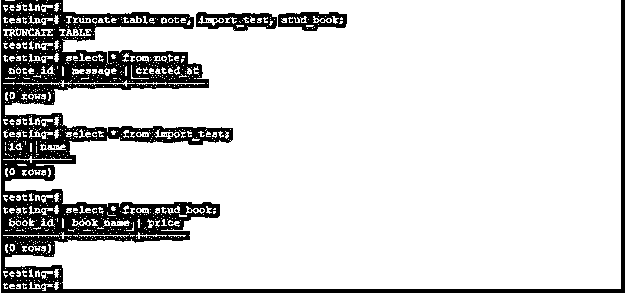 testing=#
testing=# Truncate table note, import_test, stud_book;
TRUNCATE TABLE
testing=#
testing=# select * from note;
note_id | message | created_at
(0 rows)
testing=#
testing=# select * from import_test;
id | name
(0 rows)
testing=#
testing=# select * from stud_book;
book_id | book_name | price
(0 rows)
testing=#
testing=#